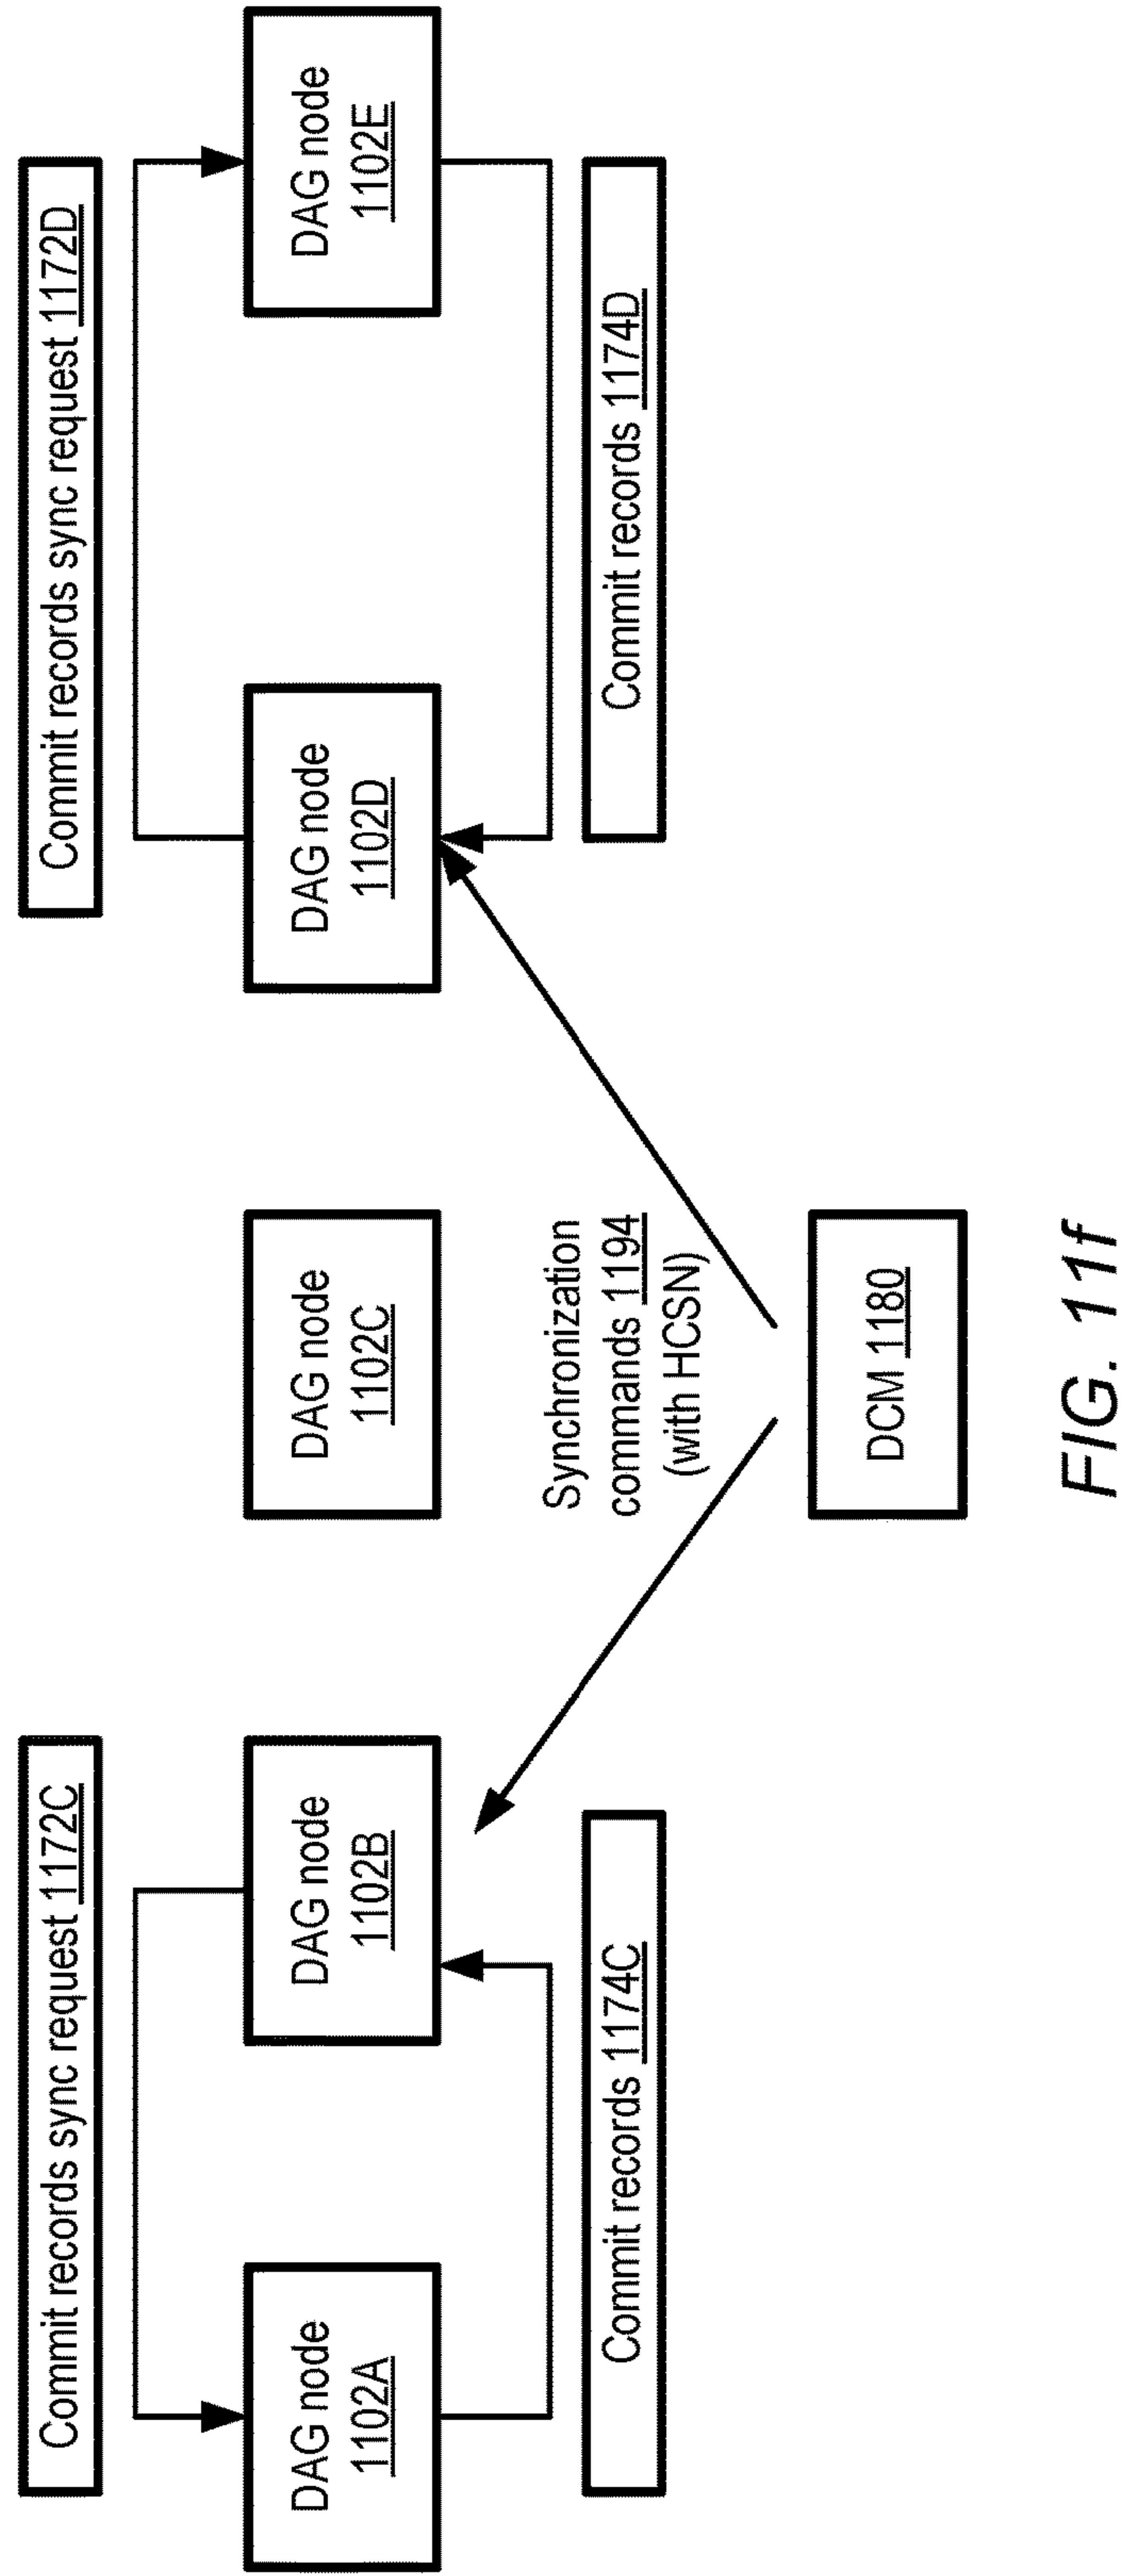 Commit records sync request 1172C
Commit records sync request 1172D
DAG node
1102A
DAG node
1102B
DAG node
1102C
DAG node
1102D
DAG node
1102E
Synchronization
commands 1194
(with HCSN)
Commit records 1174C
Commit records 1174D
DCM 1180
FIG. 11f